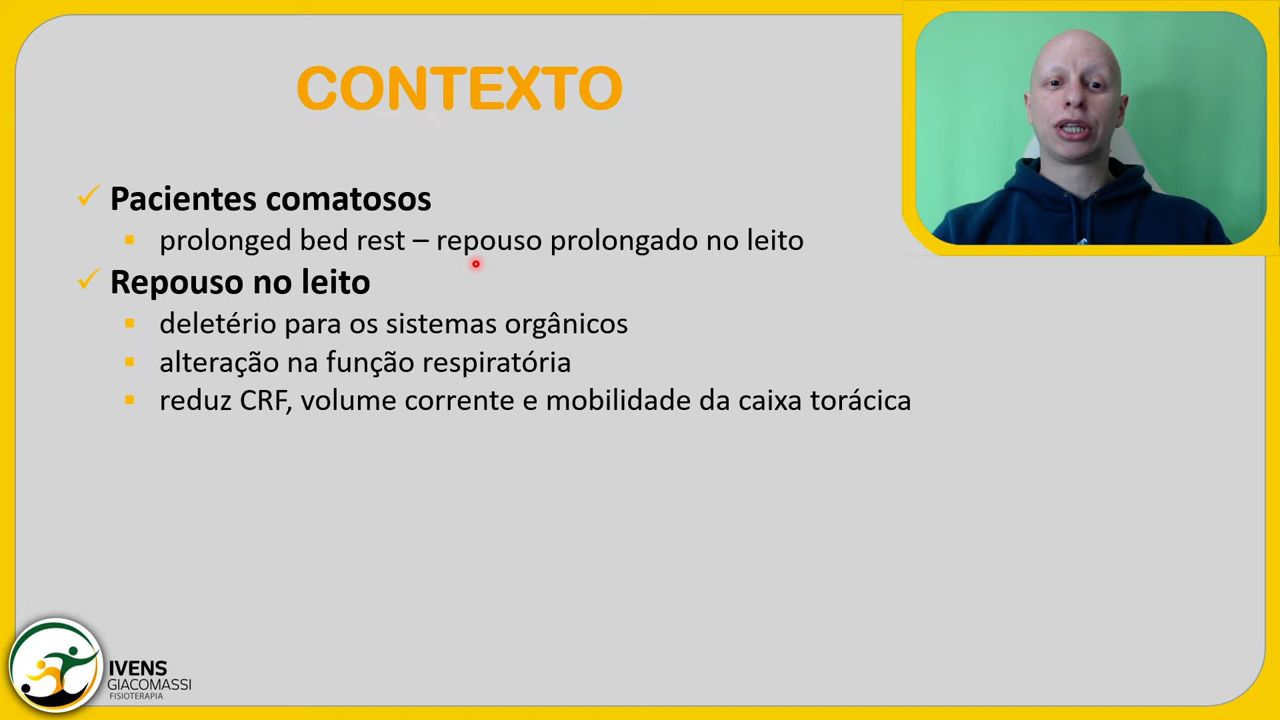 CONTEXTO
Pacientes comatosos
prolonged bed rest – repouso prolongado no leito
Repouso no leito
deletério para os sistemas orgânicos
alteração na função respiratória
reduz CRF, volume corrente e mobilidade da caixa torácica
IVENS
GIACOMASSI
FISIOTERAPIA